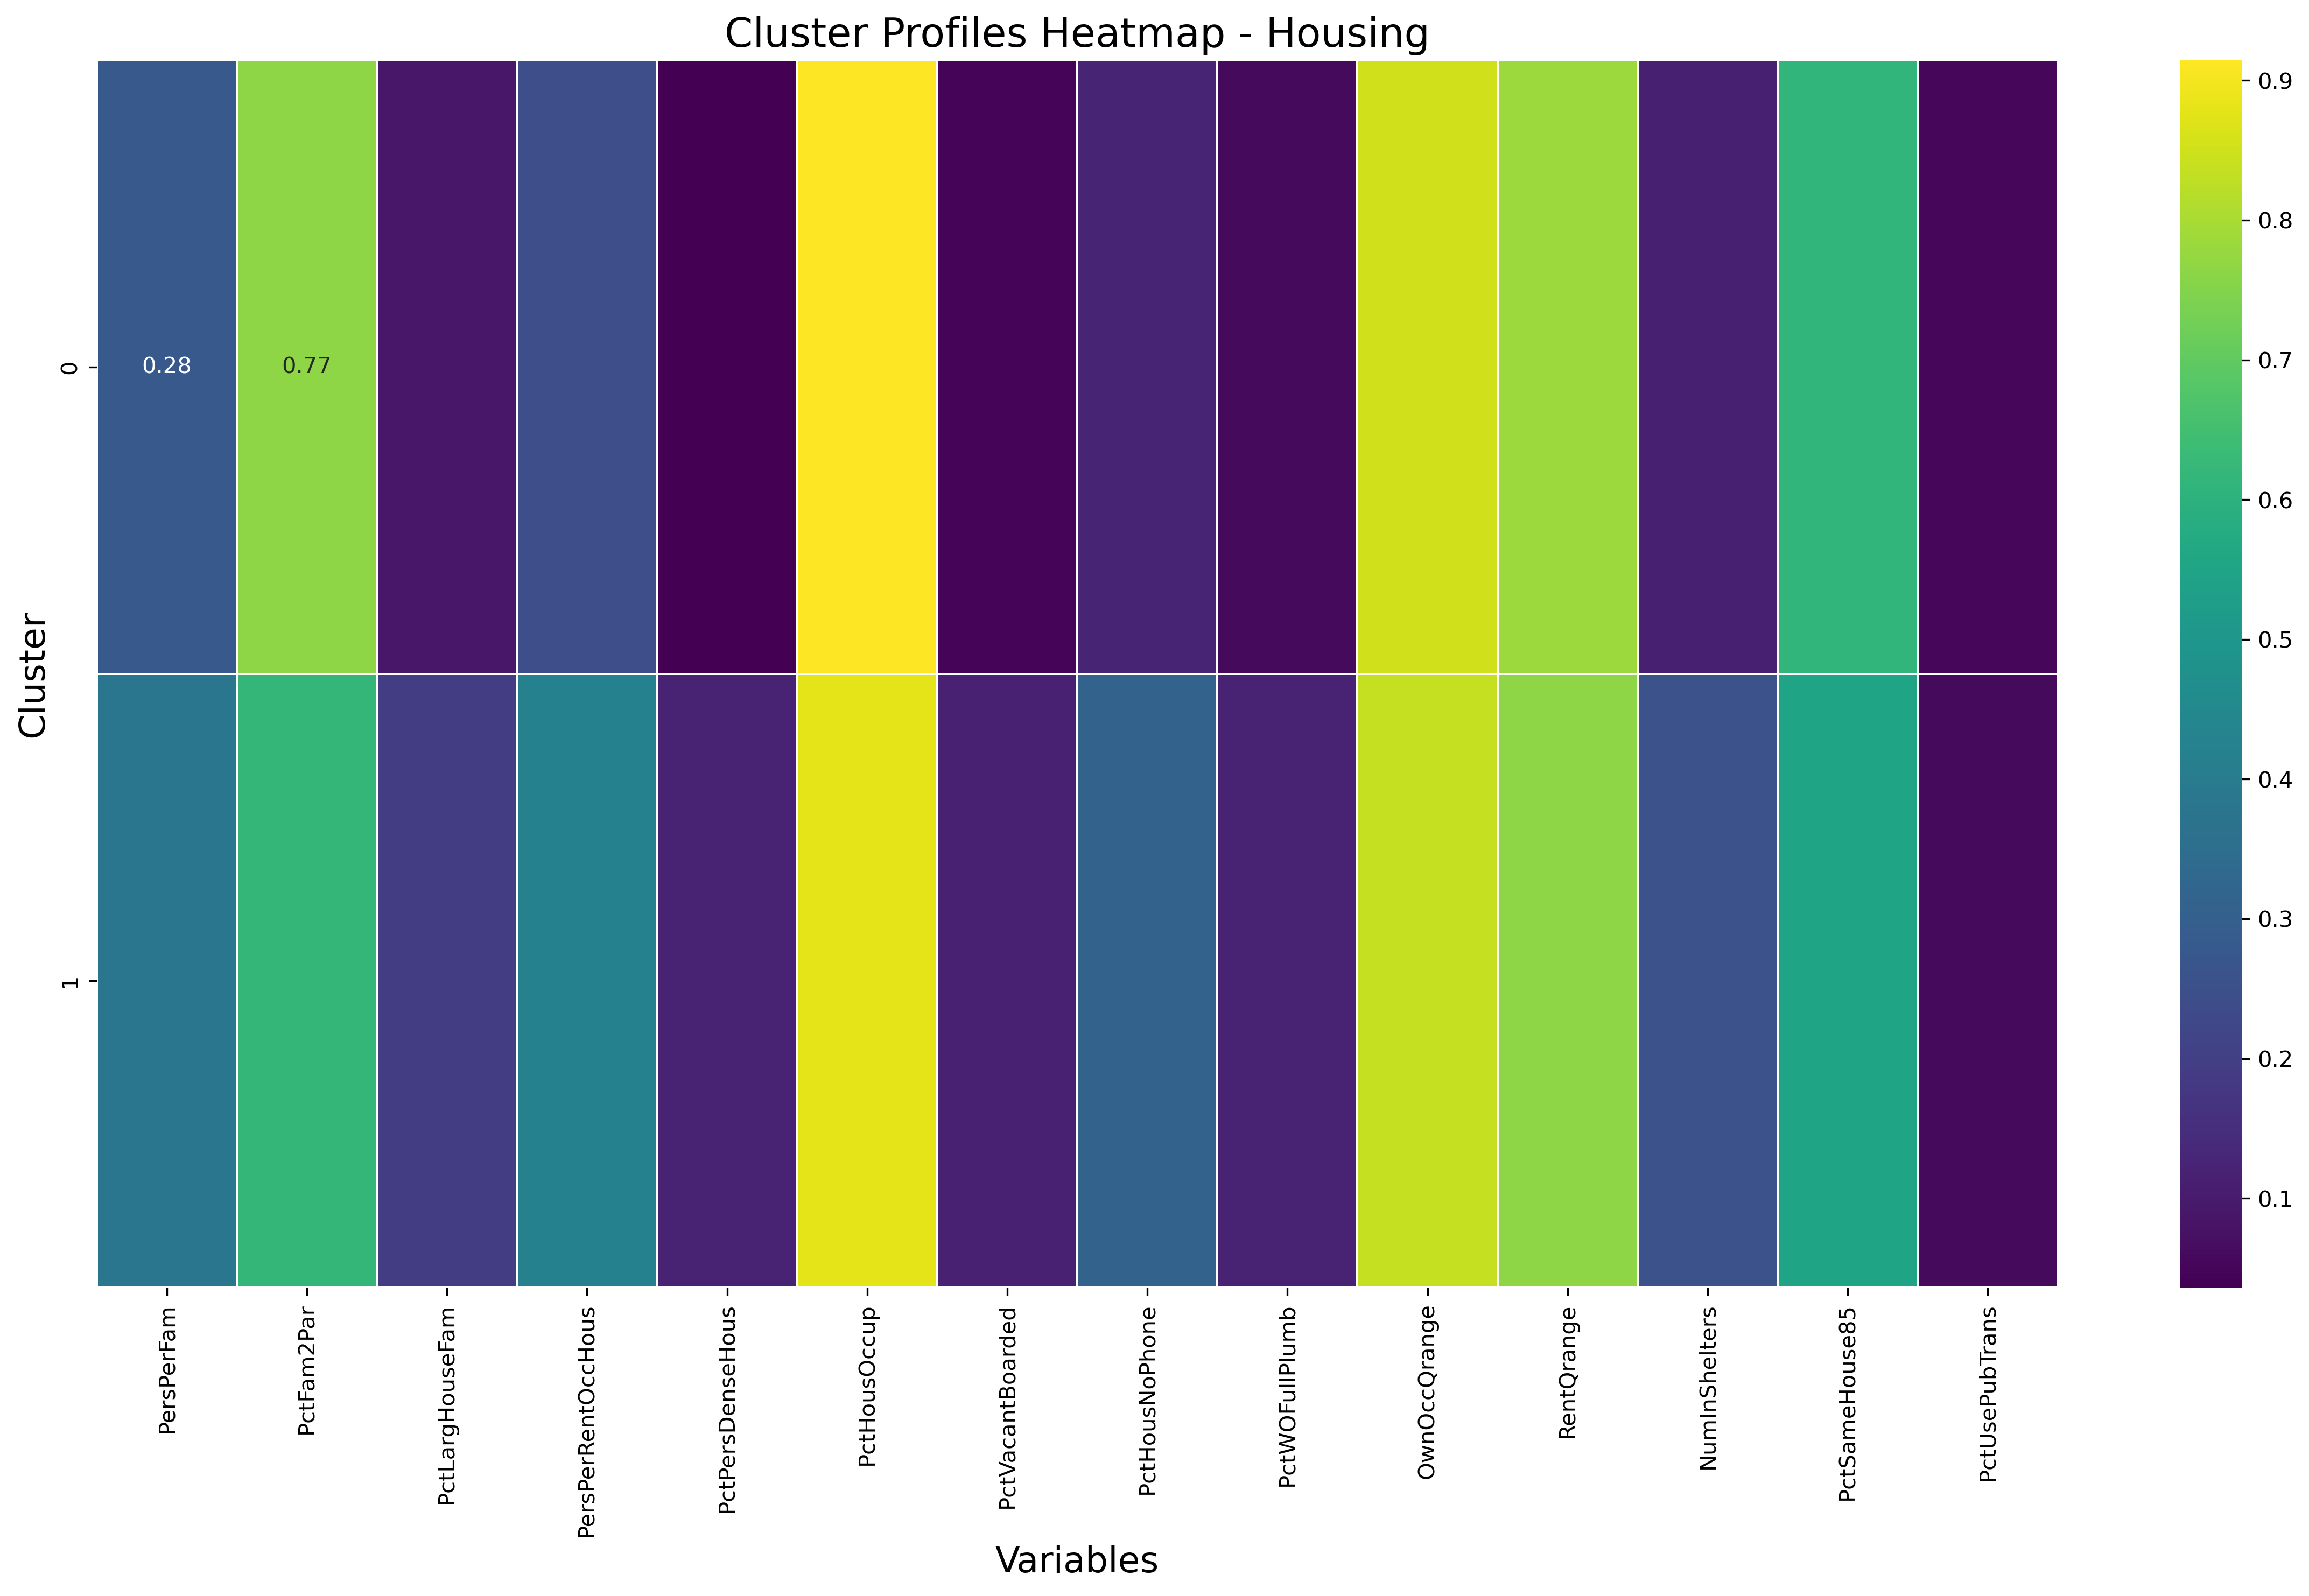 Cluster Profiles Heatmap - Housing
Cluster
0
0.28
0.77
1
PersPerFam
PctFam2Par
PctLargHouseFam
PersPerRentOccHous
PctPersDenseHous
PctHousOccup
PctVacantBoarded
PctHousNoPhone
PctWOFullPlumb
OwnOccQrange
RentQrange
NumInShelters
PctSameHouse85
PctUsePubTrans
Variables
0.9
0.8
0.7
0.6
0.5
0.4
0.3
0.2
0.1